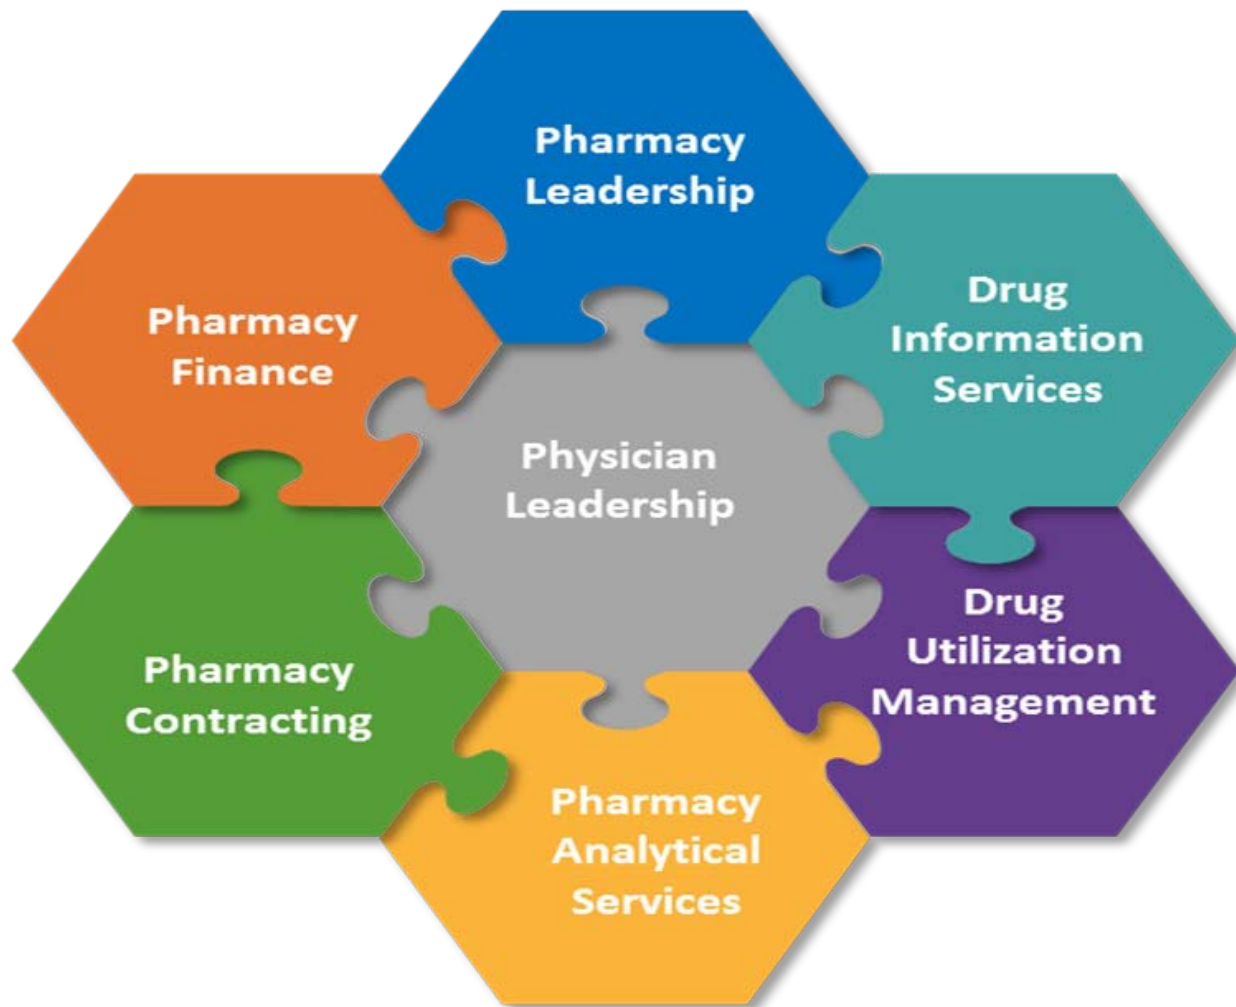 Pharmacy
Leadership
Drug
Information
Services
Pharmacy
Finance
Physician
Leadership
Drug
Utilization
Management
Pharmacy
Contracting
Pharmacy
Analytical
Services